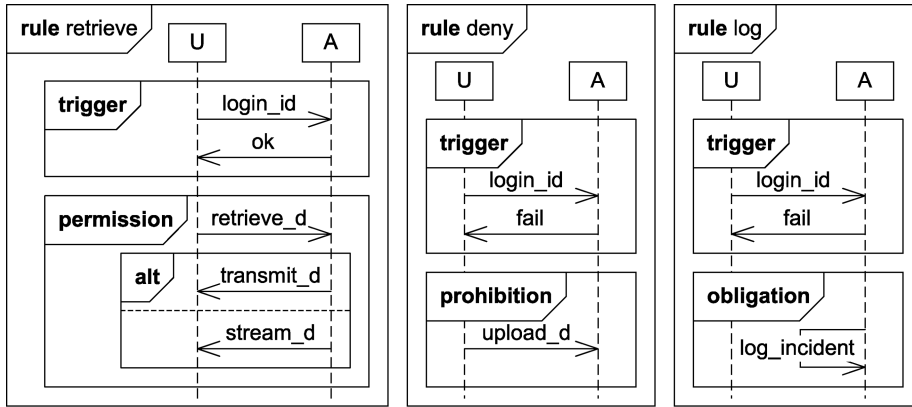 rule retrieve
U
A
trigger
login_id
ok
permission
retrieve_d
alt
transmit_d
stream_d
rule deny
U
A
trigger
login_id
fail
prohibition
upload_d
rule log
U
A
trigger
login_id
fail
obligation
log_incident